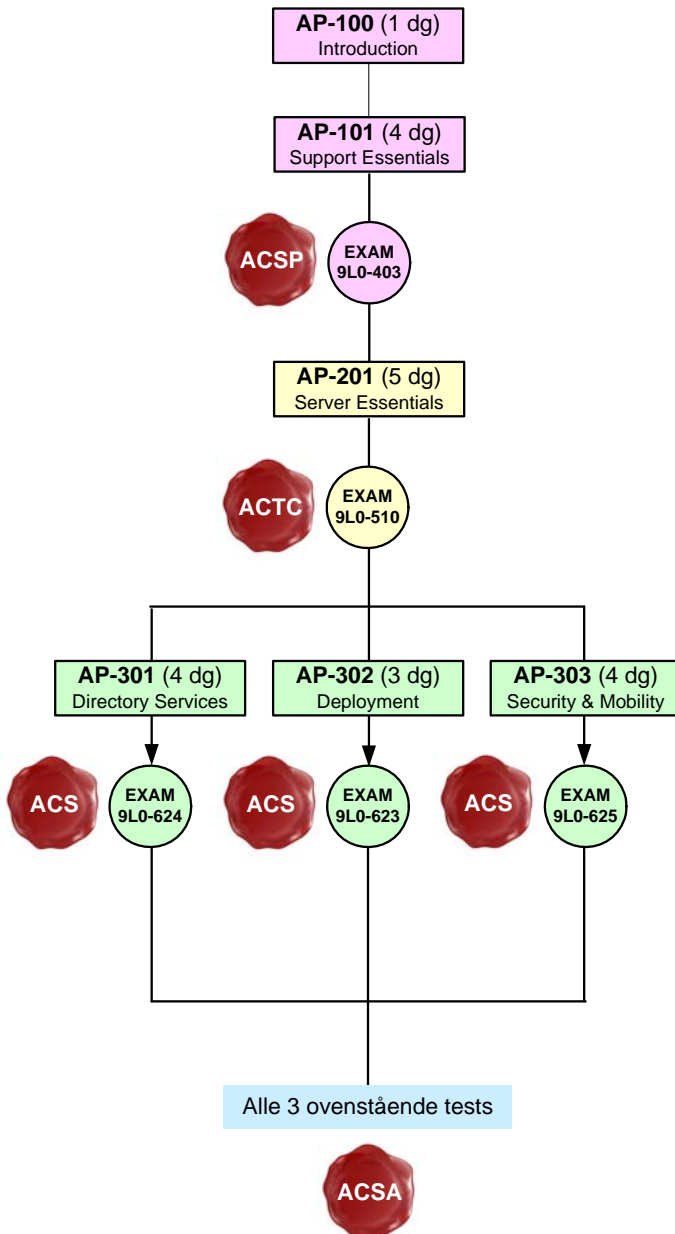 AP-100 (1 dg)
Introduction
AP-101 (4 dg)
Support Essentials
ACSP
EXAM
9L0-403
AP-201 (5 dg)
Server Essentials
ACTC
EXAM
9L0-510
AP-301 (4 dg)
Directory Services
AP-302 (3 dg)
Deployment
AP-303 (4 dg)
Security & Mobility
ACS
EXAM
9L0-624
ACS
EXAM
9L0-623
ACS
EXAM
9L0-625
Alle 3 ovenstående tests
ACSA